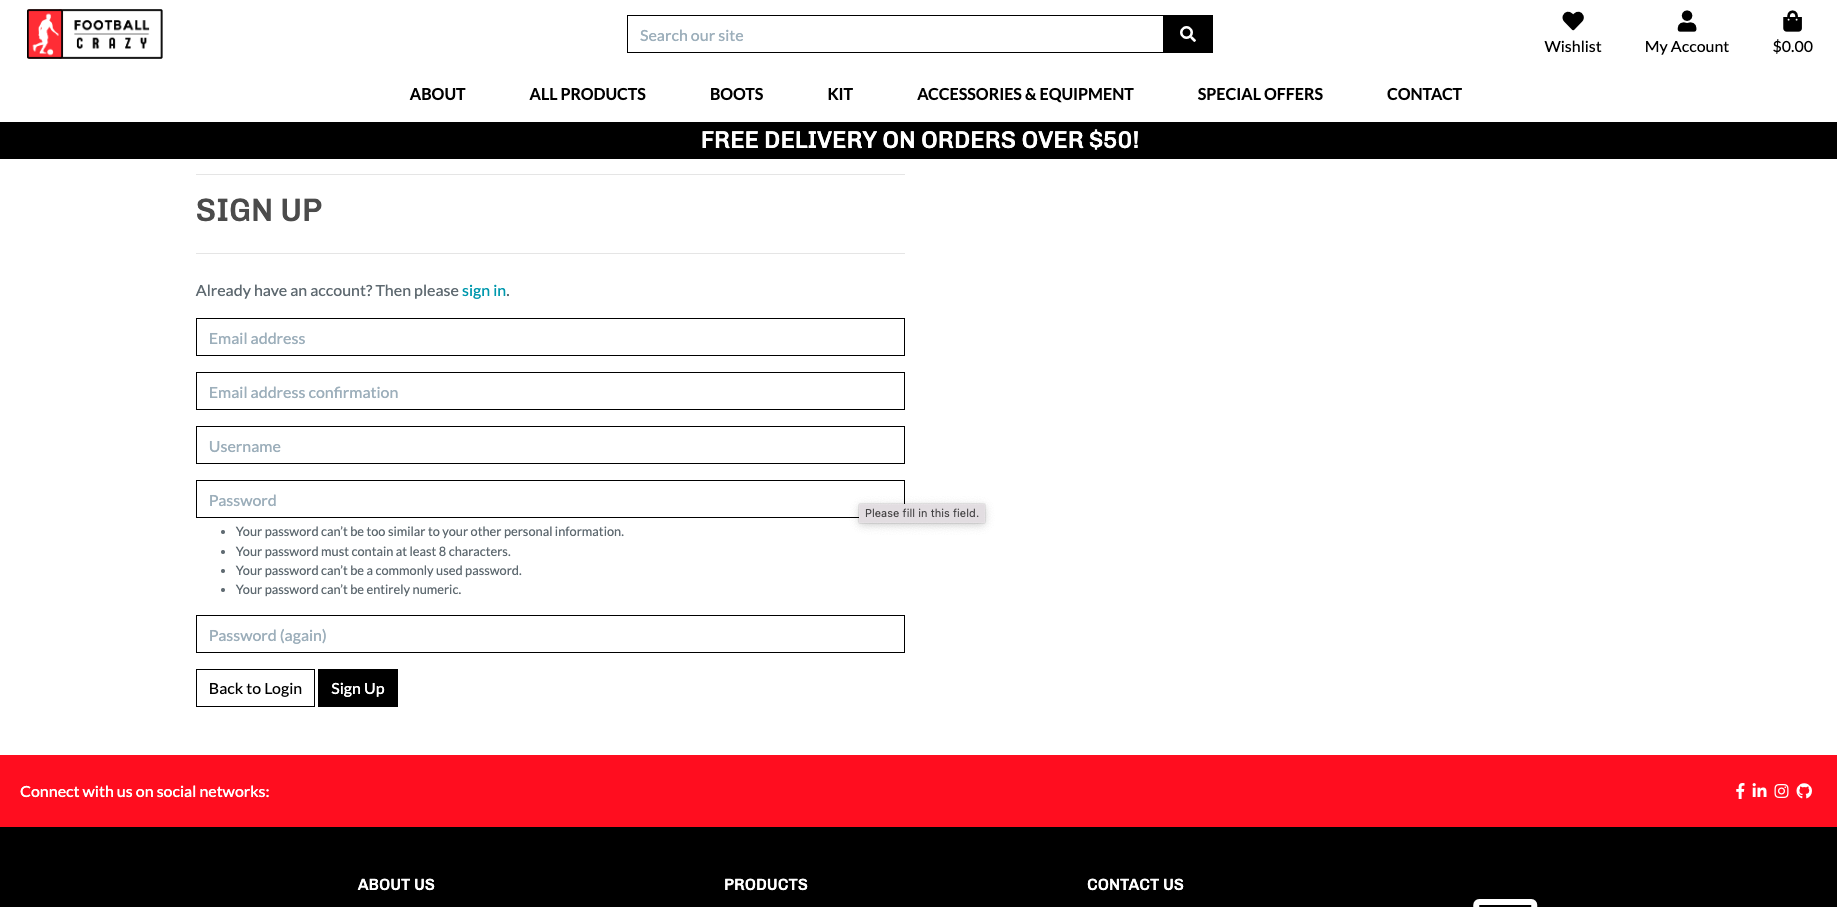 FOOTBALL
CRAZY
Search our site
Wishlist
My Account
$0.00
ABOUT
ALL PRODUCTS
BOOTS
KIT
ACCESSORIES & EQUIPMENT
SPECIAL OFFERS
CONTACT
FREE DELIVERY ON ORDERS OVER $50!
SIGN UP
Already have an account? Then please sign in.
Email address
Email address confirmation
Username
Password
Please fill in this field.
Your password can’t be too similar to your other personal information.
Your password must contain at least 8 characters.
Your password can’t be a commonly used password.
Your password can’t be entirely numeric.
Password (again)
Back to Login
Sign Up
Connect with us on social networks:
ABOUT US
PRODUCTS
CONTACT US